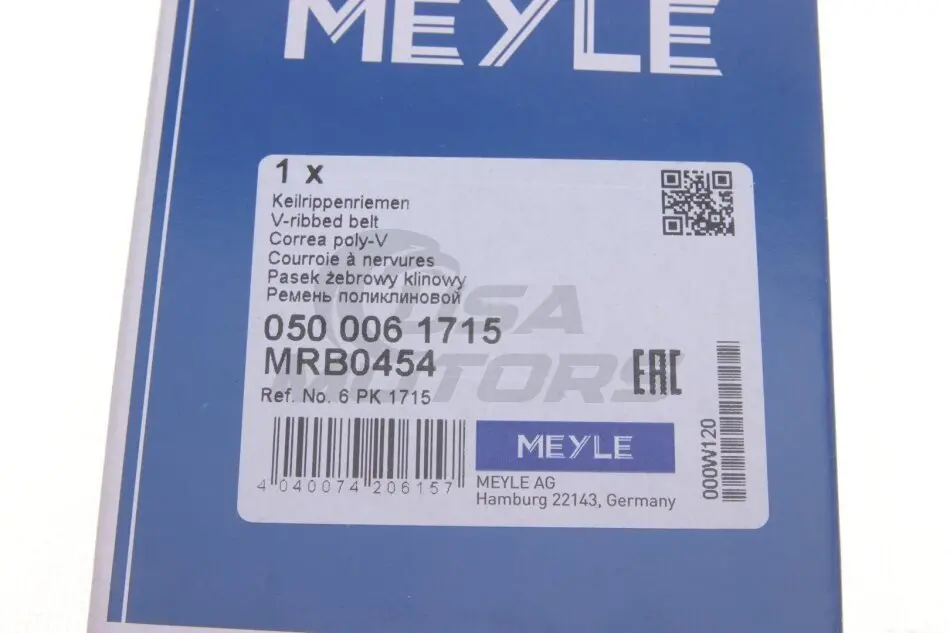 MEYLE
1 x
Keilrippenriemen
V-ribbed belt
Correa poly-V
Courroie à nervures
Pasek żebrowy klinowy
Ремень поликлиновой
050 006 1715
MRB0454
Ref. No. 6 PK 1715
EAC
4 040074 206157
MEYLE
MEYLE AG
Hamburg 22143, Germany
000W120
USA
MOTORS